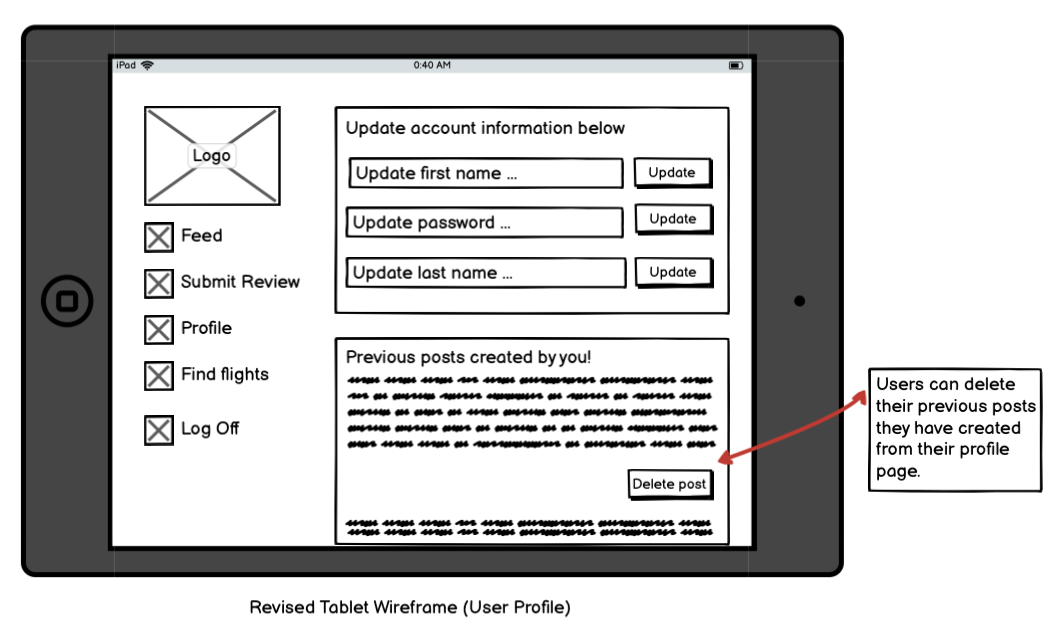 iPad
0:40 AM
Logo
Feed
Submit Review
Profile
Find flights
Log Off
Update account information below
Update first name ...
Update
Update password ...
Update
Update last name ...
Update
Previous posts created by you!
Delete post
Users can delete
their previous posts
they have created
from their profile
page.
Revised Tablet Wireframe (User Profile)